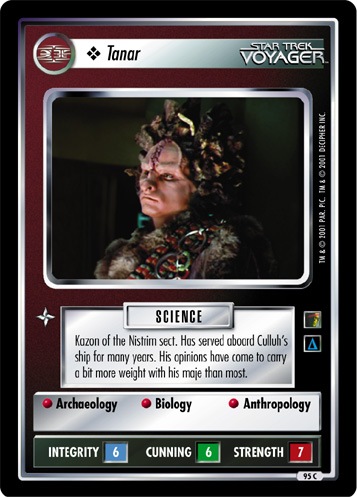 ❖ Tanar
STAR TREK
VOYAGER™
TM & © 2001 PAR. PIC. TM & © 2001 DECIPHER INC.
SCIENCE
Kazon of the Nistrim sect. Has served aboard Culluh's
ship for many years. His opinions have come to carry
a bit more weight with his maje than most.
Archaeology Biology Anthropology
INTEGRITY 6 CUNNING 6 STRENGTH 7
95 C